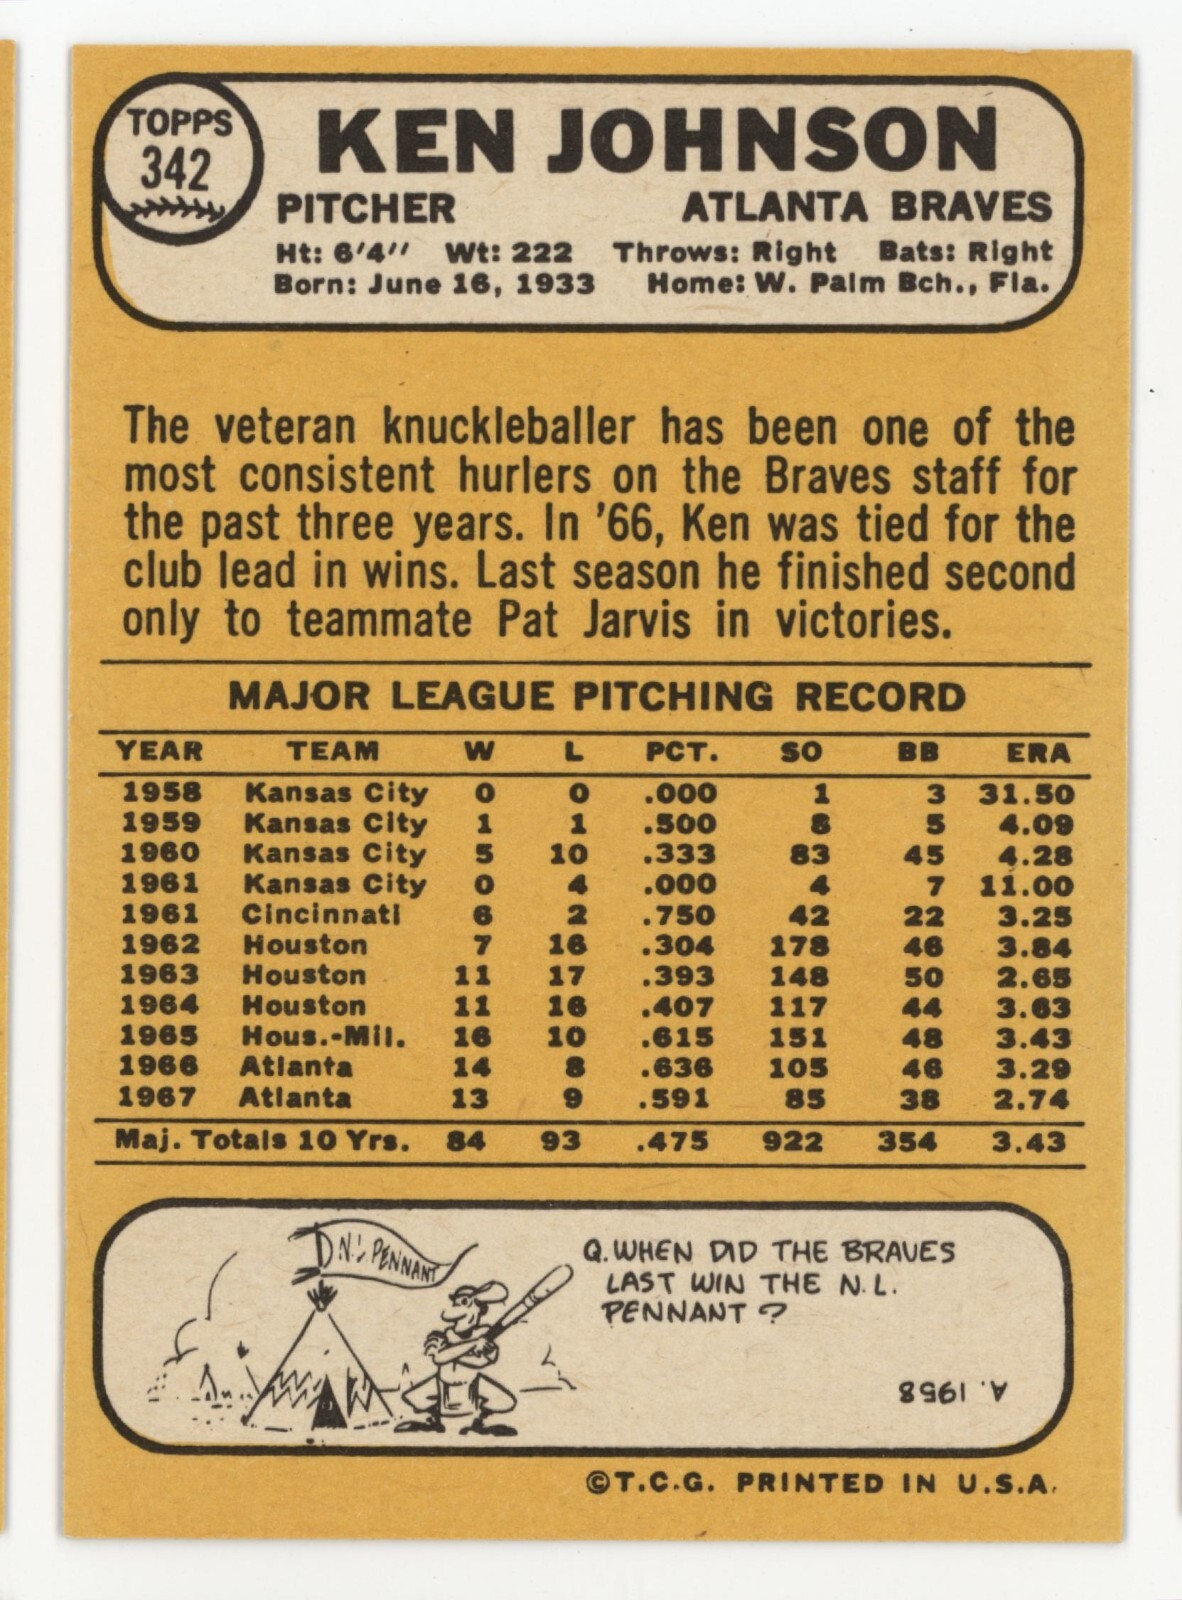 TOPPS
342
KEN JOHNSON
PITCHER ATLANTA BRAVES
Ht: 6'4" Wt: 222 Throws: Right Bats: Right
Born: June 16, 1933 Home: W. Palm Bch., Fla.
The veteran knuckleballer has been one of the
most consistent hurlers on the Braves staff for
the past three years. In '66, Ken was tied for the
club lead in wins. Last season he finished second
only to teammate Pat Jarvis in victories.
MAJOR LEAGUE PITCHING RECORD
YEAR TEAM W L PCT. SO BB ERA
1958 Kansas City 0 0 .000 1 3 31.50
1959 Kansas City 1 1 .500 8 5 4.09
1960 Kansas City 5 10 .333 83 45 4.28
1961 Kansas City 0 4 .000 4 7 11.00
1961 Cincinnati 6 2 .750 42 22 3.25
1962 Houston 7 16 .304 178 46 3.84
1963 Houston 11 17 .393 148 50 2.65
1964 Houston 11 16 .407 117 44 3.63
1965 Hous.-Mil. 16 10 .615 151 48 3.43
1966 Atlanta 14 8 .636 105 46 3.29
1967 Atlanta 13 9 .591 85 38 2.74
Maj. Totals 10 Yrs. 84 93 .475 922 354 3.43
N.L. PENNANT
Q. WHEN DID THE BRAVES
LAST WIN THE N.L.
PENNANT?
A. 1958
©T.C.G. PRINTED IN U.S.A.